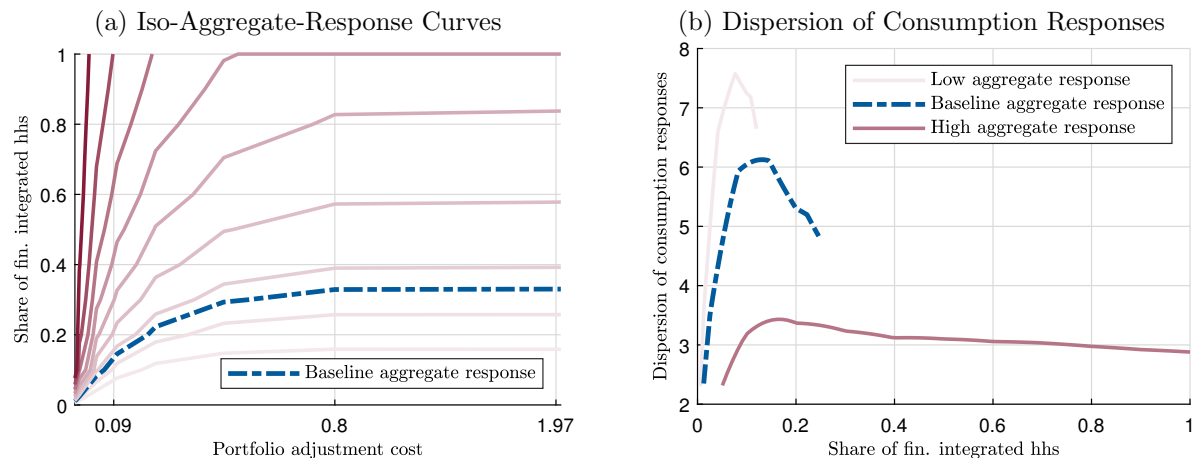 (a) Iso-Aggregate-Response Curves
1
0.8
0.6
0.4
0.2
0
Share of fin. integrated hhs
Baseline aggregate response
0.09
0.8
1.97
Portfolio adjustment cost
(b) Dispersion of Consumption Responses
8
7
6
5
4
3
2
Dispersion of consumption responses
Low aggregate response
Baseline aggregate response
High aggregate response
0
0.2
0.4
0.6
0.8
1
Share of fin. integrated hhs